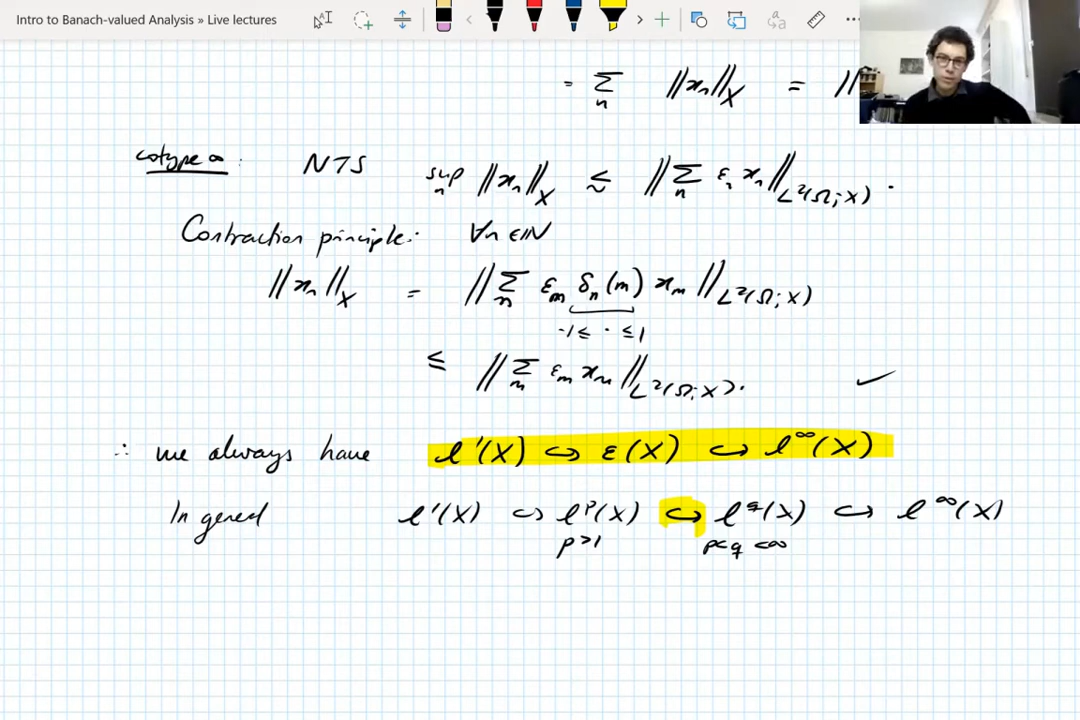 Intro to Banach-valued Analysis » Live lectures
= Σ_n ‖x_n‖_X = ‖
cotype ∞: NTS sup_n ‖x_n‖_X ≲ ‖Σ_n ε_n x_n‖_{L²(Ω;X)}.
Contraction principle: ∀n∈ℕ
‖x_n‖_X = ‖Σ_n ε_m δ_n(m) x_m‖_{L²(Ω;X)}
-1 ≤ · ≤ 1
≤ ‖Σ_m ε_m x_m‖_{L²(Ω;X)}. ✓
∴ we always have ℓ¹(X) ↪ ε(X) ↪ ℓ^∞(X)
In general ℓ¹(X) ↪ ℓ^p(X) ↪ ℓ^q(X) ↪ ℓ^∞(X)
p>1 p<q<∞